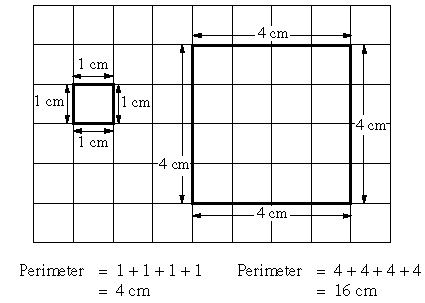 4 cm
1 cm
1 cm 1 cm
4 cm
1 cm
4 cm
4 cm
Perimeter = 1 + 1 + 1 + 1 Perimeter = 4 + 4 + 4 + 4
= 4 cm = 16 cm